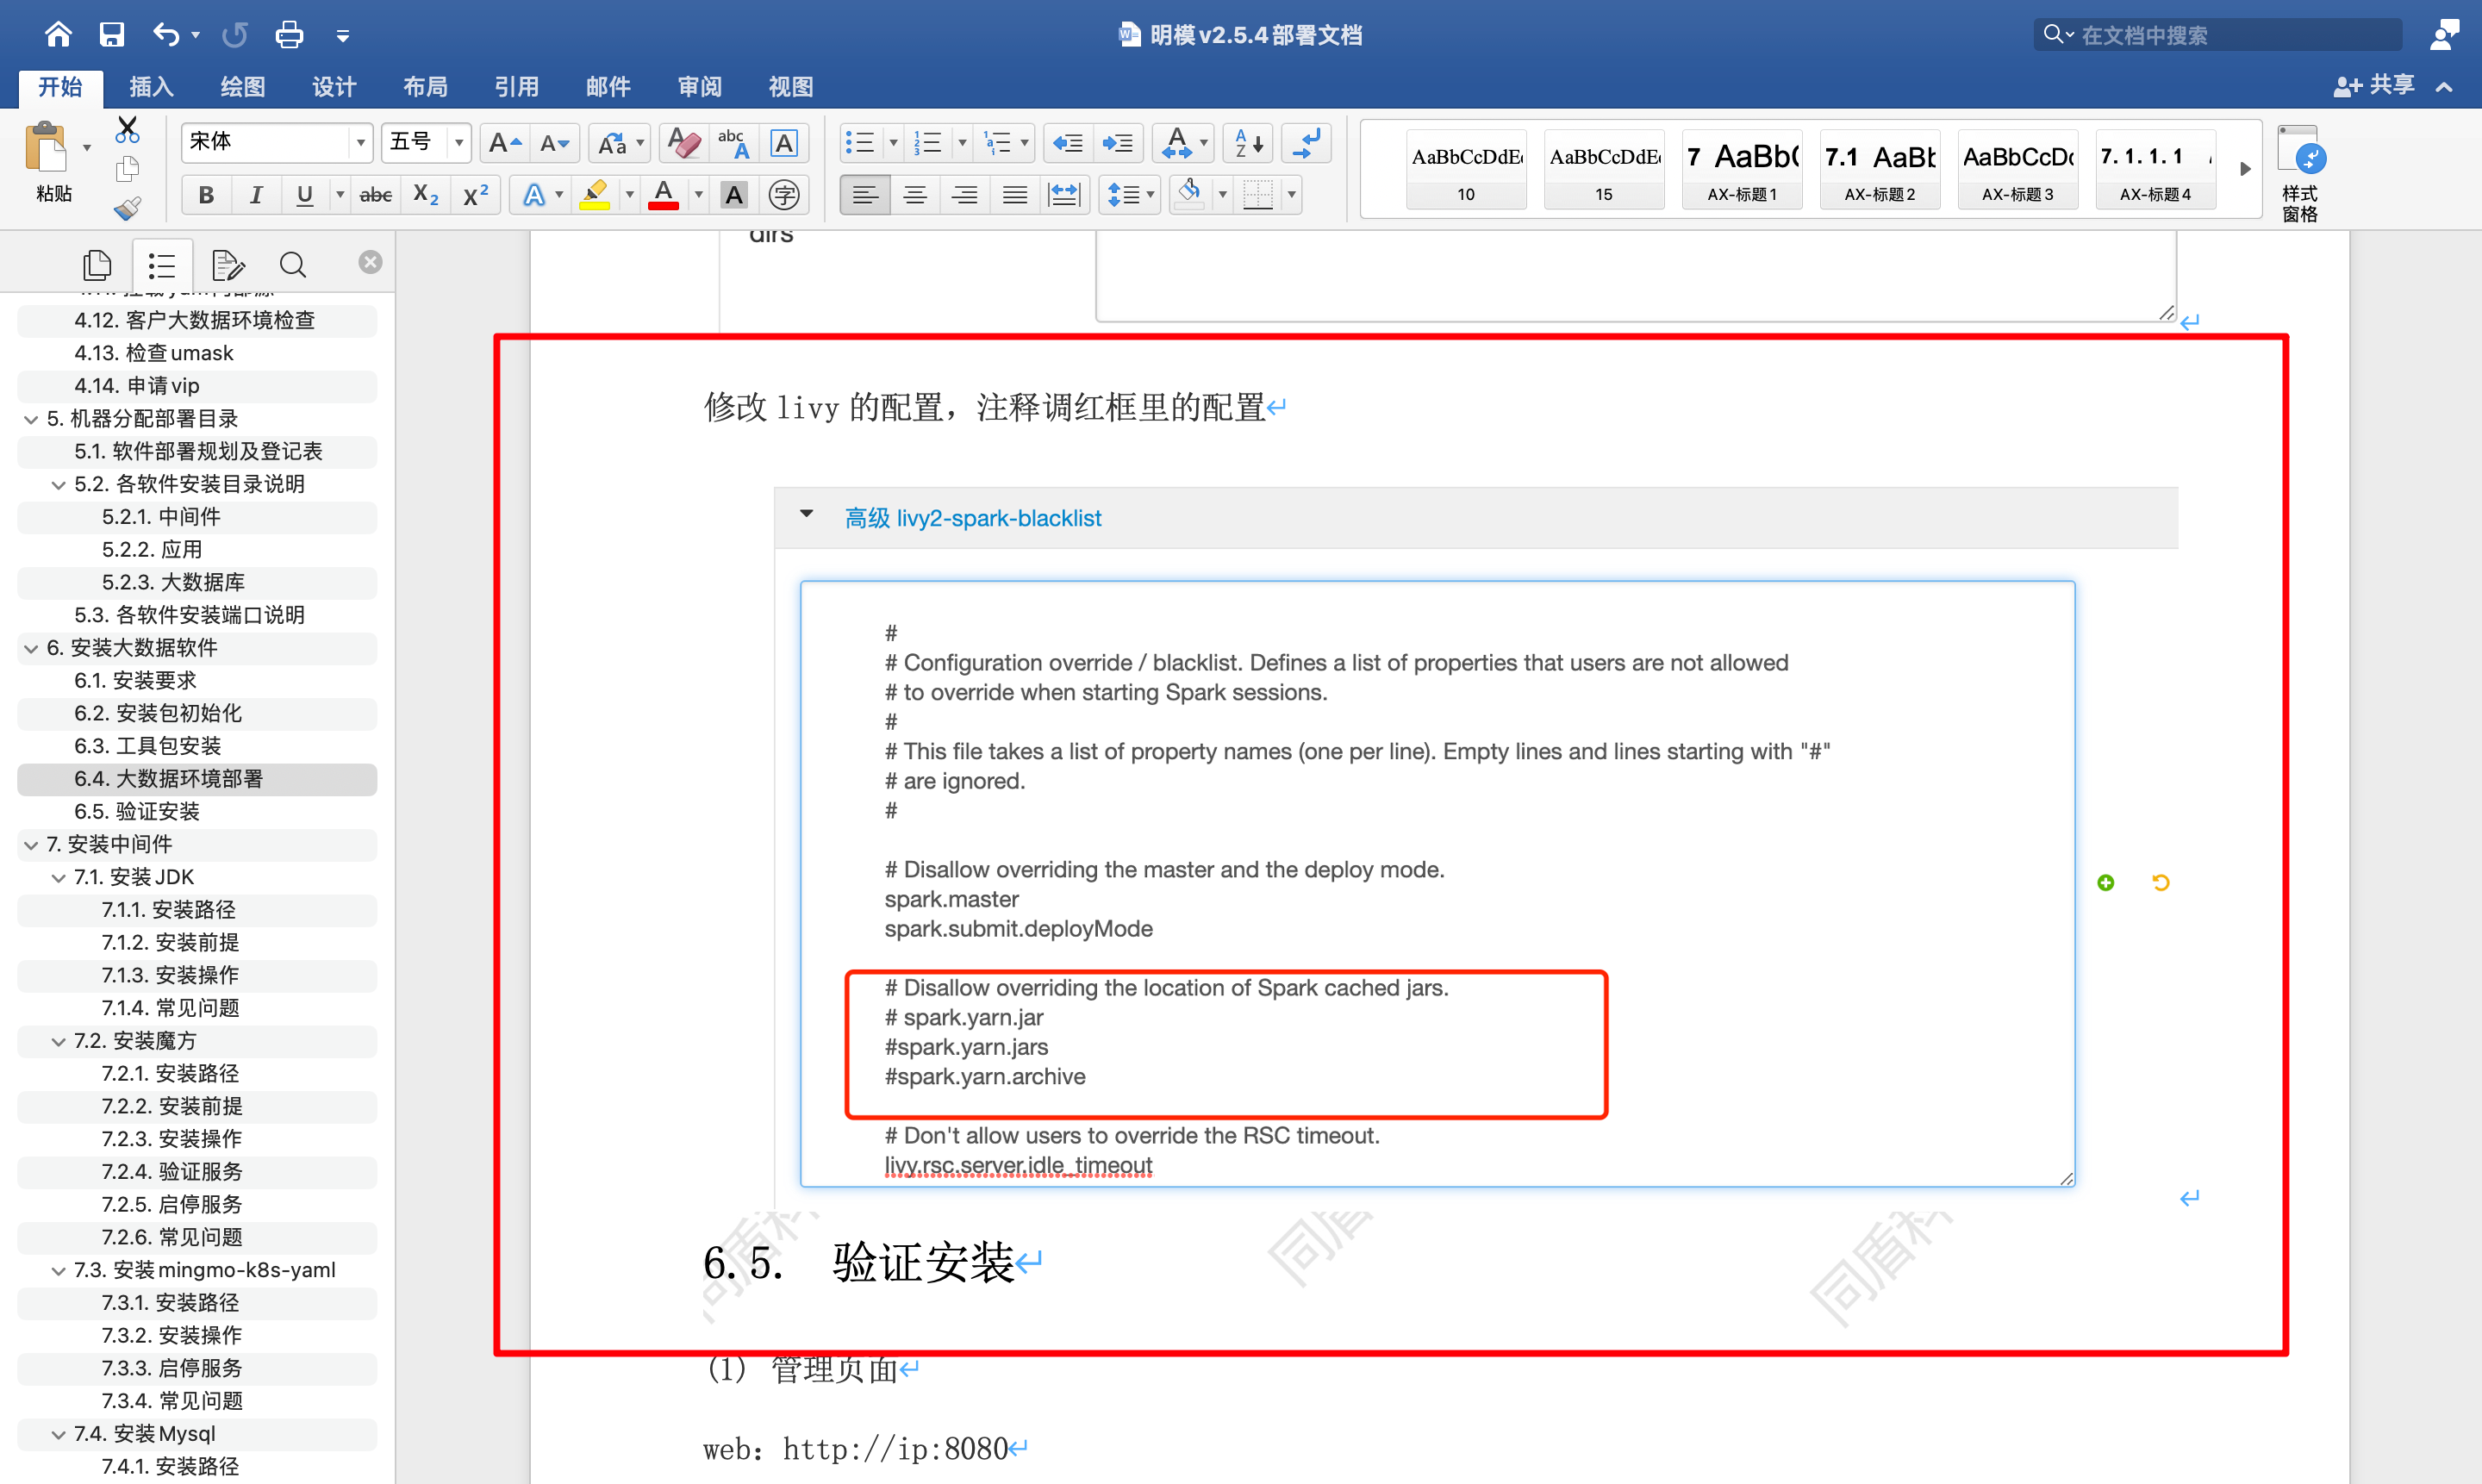 明模v2.5.4部署文档
在文档中搜索
开始 插入 绘图 设计 布局 引用 邮件 审阅 视图
共享
粘贴
宋体 五号
AaBbCcDdE AaBbCcDdE 7 AaBb 7.1 AaBb AaBbCcDc 7.1.1.1
10 15 AX-标题1 AX-标题2 AX-标题3 AX-标题4
样式
窗格
4.12. 客户大数据环境检查
4.13. 检查umask
4.14. 申请vip
5. 机器分配部署目录
5.1. 软件部署规划及登记表
5.2. 各软件安装目录说明
5.2.1. 中间件
5.2.2. 应用
5.2.3. 大数据库
5.3. 各软件安装端口说明
6. 安装大数据软件
6.1. 安装要求
6.2. 安装包初始化
6.3. 工具包安装
6.4. 大数据环境部署
6.5. 验证安装
7. 安装中间件
7.1. 安装JDK
7.1.1. 安装路径
7.1.2. 安装前提
7.1.3. 安装操作
7.1.4. 常见问题
7.2. 安装魔方
7.2.1. 安装路径
7.2.2. 安装前提
7.2.3. 安装操作
7.2.4. 验证服务
7.2.5. 启停服务
7.2.6. 常见问题
7.3. 安装mingmo-k8s-yaml
7.3.1. 安装路径
7.3.2. 安装操作
7.3.3. 启停服务
7.3.4. 常见问题
7.4. 安装Mysql
7.4.1. 安装路径
dirs
修改 livy 的配置，注释调红框里的配置
高级 livy2-spark-blacklist
#
# Configuration override / blacklist. Defines a list of properties that users are not allowed
# to override when starting Spark sessions.
#
# This file takes a list of property names (one per line). Empty lines and lines starting with "#"
# are ignored.
#
# Disallow overriding the master and the deploy mode.
spark.master
spark.submit.deployMode
# Disallow overriding the location of Spark cached jars.
# spark.yarn.jar
#spark.yarn.jars
#spark.yarn.archive
# Don't allow users to override the RSC timeout.
livy.rsc.server.idle_timeout
6.5. 验证安装
同盾科
同盾
同盾科
(1) 管理页面
web：http://ip:8080